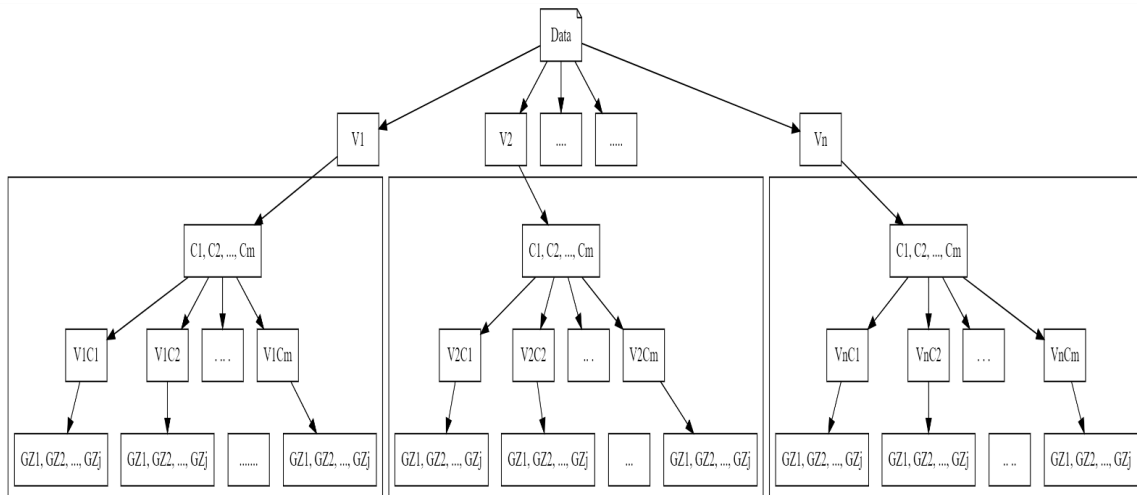 Data
V1
V2
....
.....
Vn
C1, C2, ..., Cm
C1, C2, ..., Cm
C1, C2, ..., Cm
V1C1
V1C2
. .. .
V1Cm
V2C1
V2C2
.. .
V2Cm
VnC1
VnC2
. . .
VnCm
GZ1, GZ2, ..., GZj
GZ1, GZ2, ..., GZj
.......
GZ1, GZ2, ..., GZj
GZ1, GZ2, ..., GZj
GZ1, GZ2, ..., GZj
...
GZ1, GZ2, ..., GZj
GZ1, GZ2, ..., GZj
GZ1, GZ2, ..., GZj
.. ..
GZ1, GZ2, ..., GZj